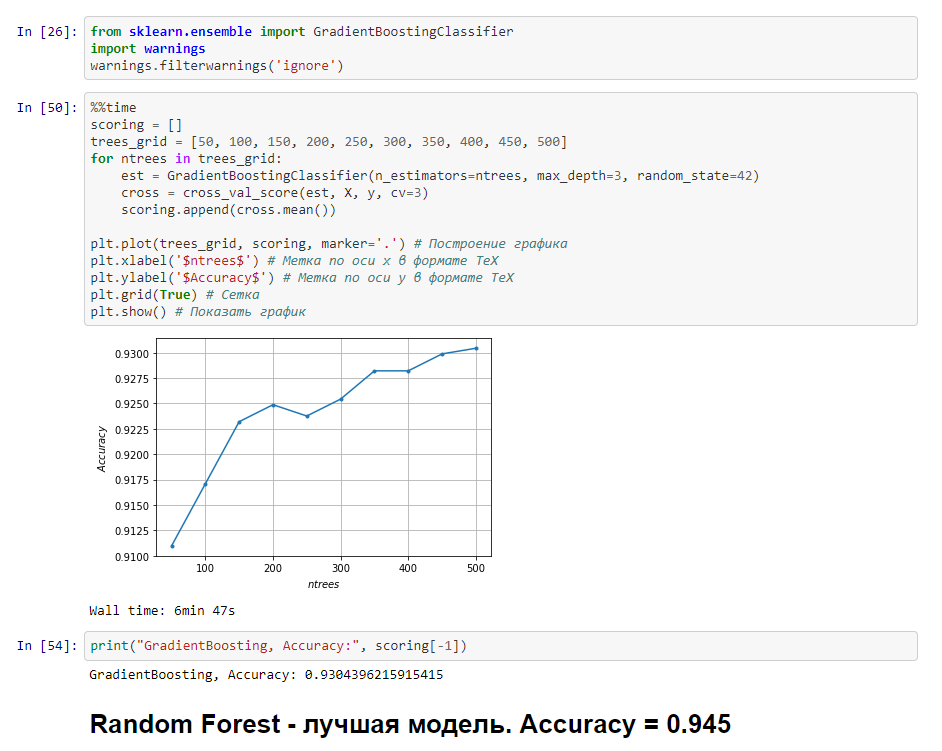 In [26]: from sklearn.ensemble import GradientBoostingClassifier
import warnings
warnings.filterwarnings('ignore')
In [50]: %%time
scoring = []
trees_grid = [50, 100, 150, 200, 250, 300, 350, 400, 450, 500]
for ntrees in trees_grid:
    est = GradientBoostingClassifier(n_estimators=ntrees, max_depth=3, random_state=42)
    cross = cross_val_score(est, X, y, cv=3)
    scoring.append(cross.mean())
plt.plot(trees_grid, scoring, marker='.') # Построение графика
plt.xlabel('$ntrees$') # Метка по оси x в формате TeX
plt.ylabel('$Accuracy$') # Метка по оси y в формате TeX
plt.grid(True) # Сетка
plt.show() # Показать график
0.9300
0.9275
0.9250
0.9225
0.9200
0.9175
0.9150
0.9125
0.9100
Accuracy
100 200 300 400 500
ntrees
Wall time: 6min 47s
In [54]: print("GradientBoosting, Accuracy:", scoring[-1])
GradientBoosting, Accuracy: 0.9304396215915415
Random Forest - лучшая модель. Accuracy = 0.945